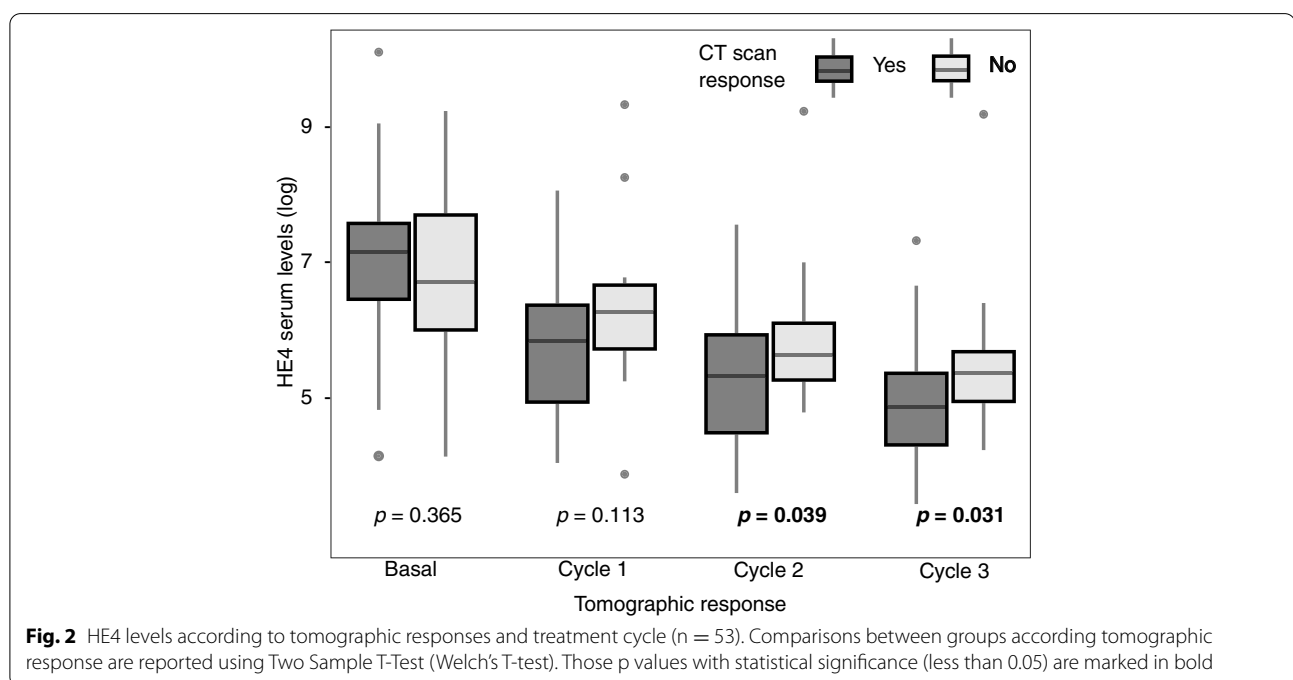 CT scan
response
Yes
No
9
7
5
HE4 serum levels (log)
p = 0.365
p = 0.113
p = 0.039
p = 0.031
Basal
Cycle 1
Cycle 2
Cycle 3
Tomographic response
Fig. 2 HE4 levels according to tomographic responses and treatment cycle (n = 53). Comparisons between groups according tomographic
response are reported using Two Sample T-Test (Welch's T-test). Those p values with statistical significance (less than 0.05) are marked in bold